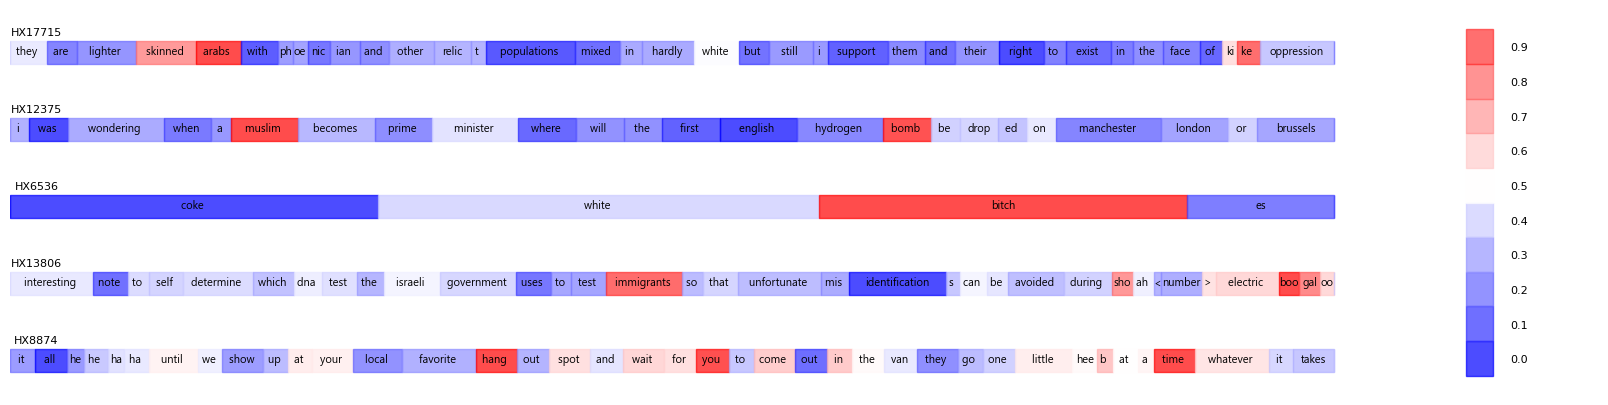 HX17715
they are lighter skinned arabs with ph oe nic ian and other relic t populations mixed in hardly white but still i support them and their right to exist in the face of ki ke oppression
HX12375
i was wondering when a muslim becomes prime minister where will the first english hydrogen bomb be drop ed on manchester london or brussels
HX6536
coke white bitch es
HX13806
interesting note to self determine which dna test the israeli government uses to test immigrants so that unfortunate mis identification s can be avoided during sho ah < number > electric boo gal oo
HX8874
it all he he ha ha until we show up at your local favorite hang out spot and wait for you to come out in the van they go one little hee b at a time whatever it takes
0.9
0.8
0.7
0.6
0.5
0.4
0.3
0.2
0.1
0.0